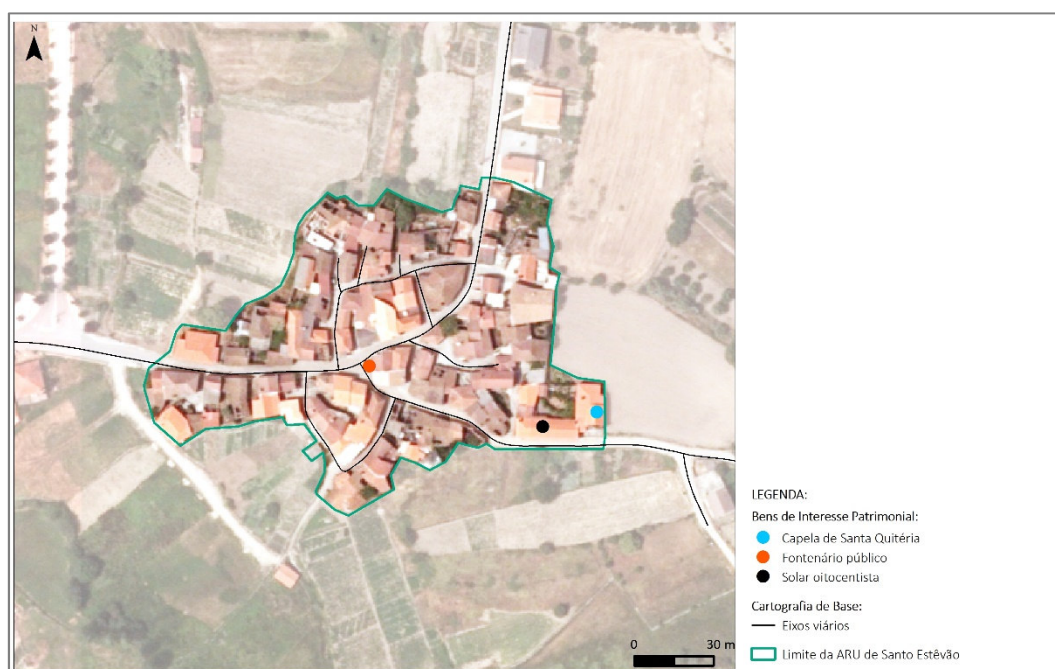 N
LEGENDA:
Bens de Interesse Patrimonial:
Capela de Santa Quitéria
Fontenário público
Solar oitocentista
Cartografia de Base:
Eixos viários
Limite da ARU de Santo Estêvão
0 30 m